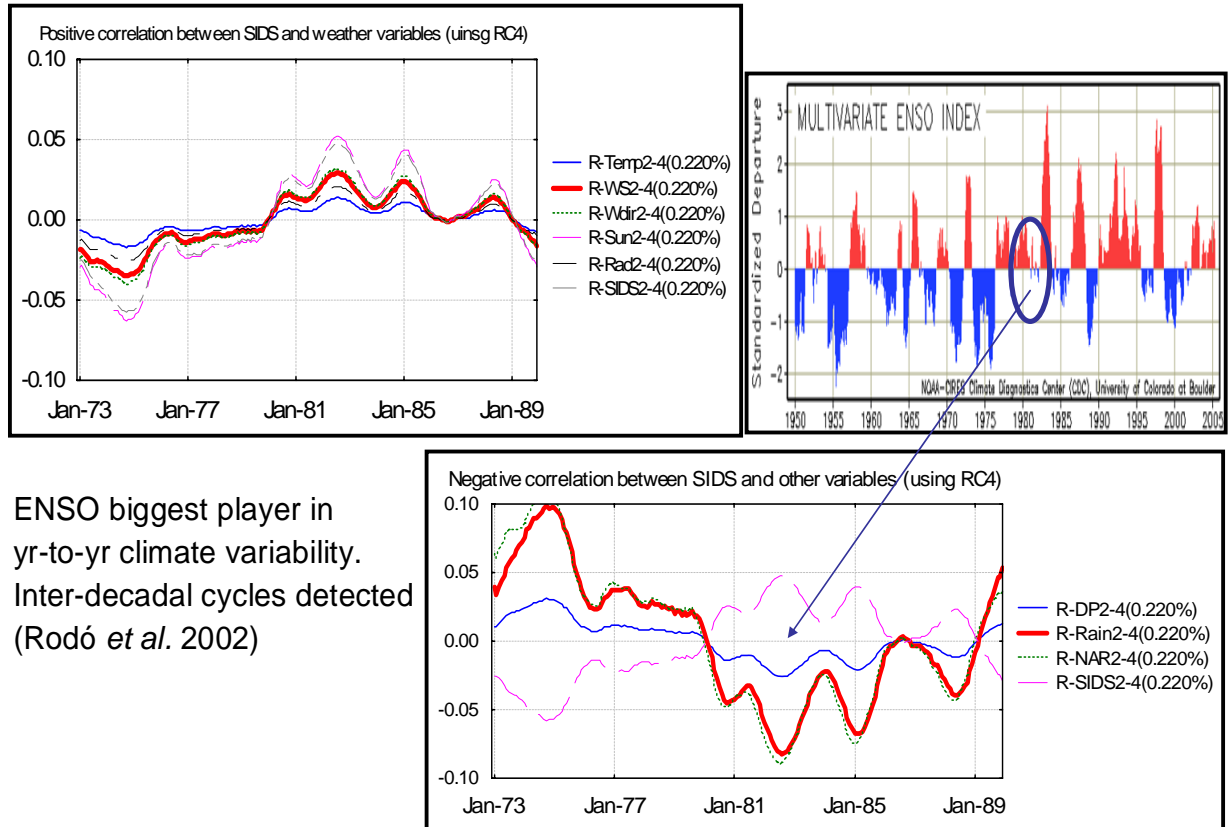 Positive correlation between SIDS and weather variables (uinsg RC4)
0.10
0.05
0.00
-0.05
-0.10
Jan-73 Jan-77 Jan-81 Jan-85 Jan-89
R-Temp2-4(0.220%)
R-WS2-4(0.220%)
R-Wdir2-4(0.220%)
R-Sun2-4(0.220%)
R-Rad2-4(0.220%)
R-SIDS2-4(0.220%)
MULTIVARIATE ENSO INDEX
Standardized Departure
3
2
1
0
-1
-2
NOAA-CIRES Climate Diagnostics Center (CDC), University of Colorado at Boulder
1950 1955 1960 1965 1970 1975 1980 1985 1990 1995 2000 2005
ENSO biggest player in
yr-to-yr climate variability.
Inter-decadal cycles detected
(Rodó et al. 2002)
Negative correlation between SIDS and other variables (using RC4)
0.10
0.05
0.00
-0.05
-0.10
Jan-73 Jan-77 Jan-81 Jan-85 Jan-89
R-DP2-4(0.220%)
R-Rain2-4(0.220%)
R-NAR2-4(0.220%)
R-SIDS2-4(0.220%)